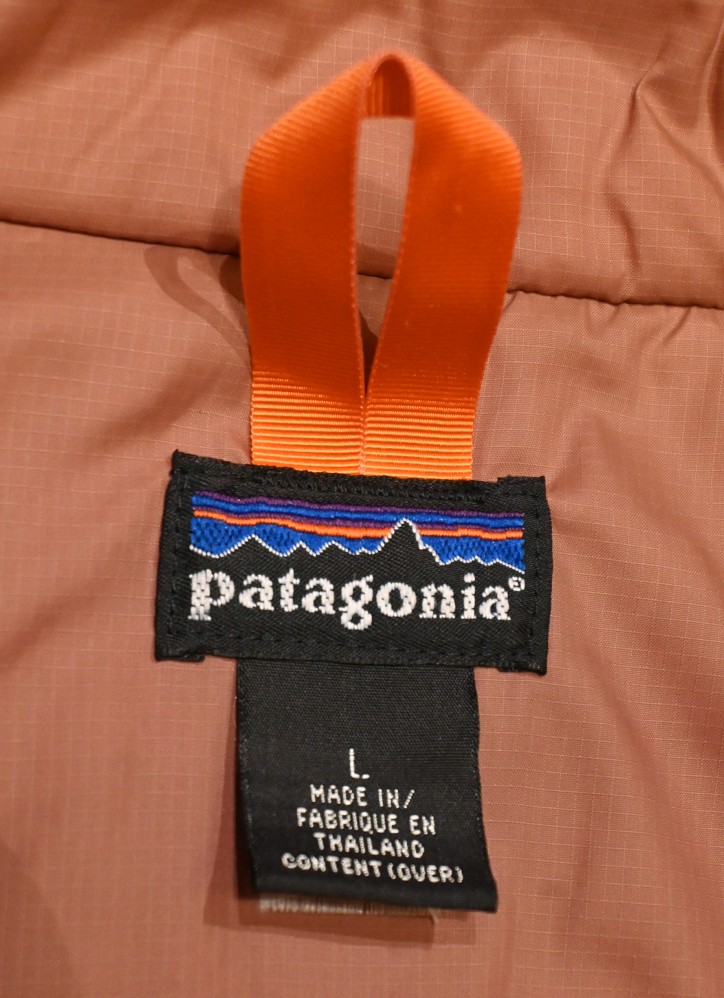 patagonia®
L.
MADE IN/
FABRIQUE EN
THAILAND
CONTENT(OVER)